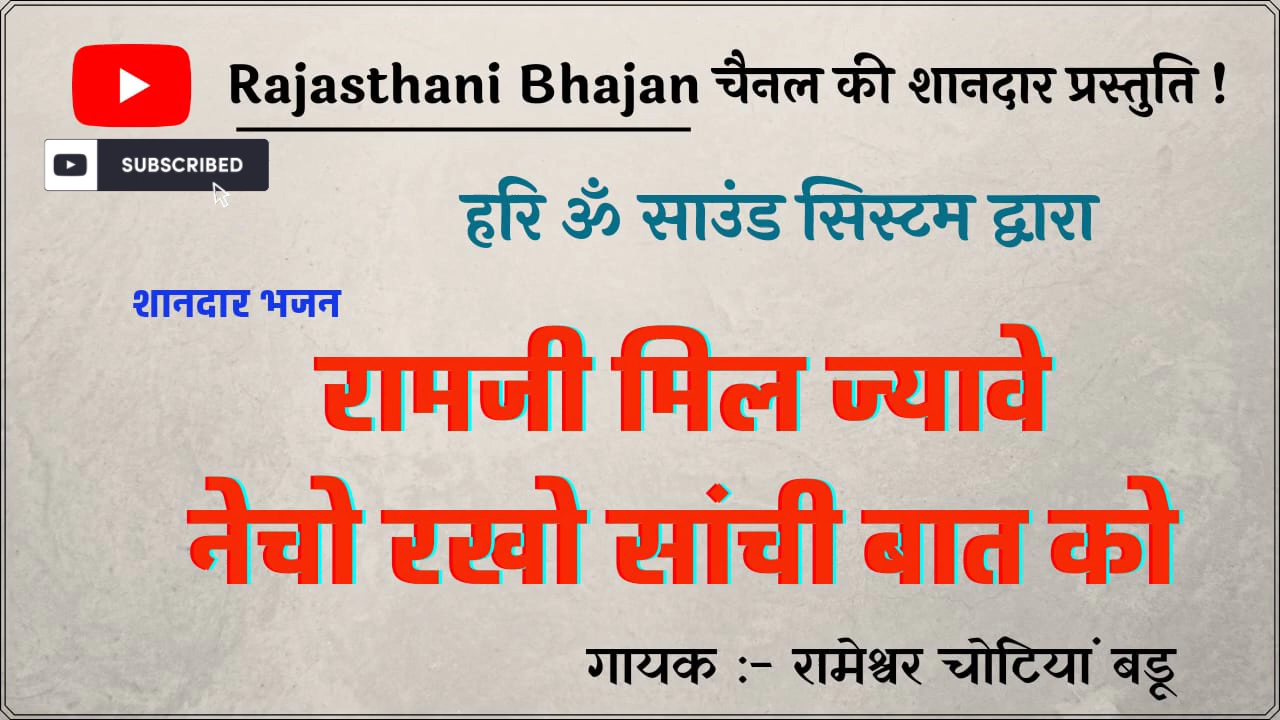 Rajasthani Bhajan चैनल की शानदार प्रस्तुति !
SUBSCRIBED
हरि ॐ साउंड सिस्टम द्वारा
शानदार भजन
रामजी मिल ज्यावे
नेचो रखो सांची बात को
गायक :- रामेश्वर चोटियां बडू